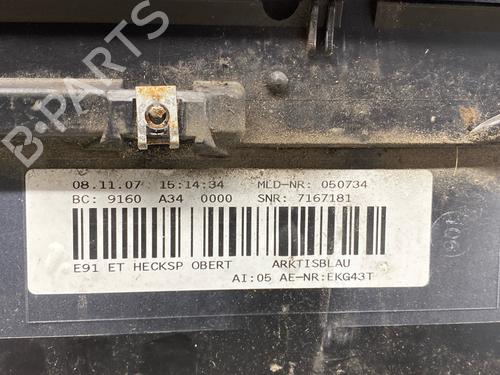 B-PARTS
08.11.07 15:14:34 MLD-NR: 050734
BC: 9160 A34 0000 SNR: 7167181
E91 ET HECKSP OBERT ARKTISBLAU
AI:05 AE-NR:EKG43T